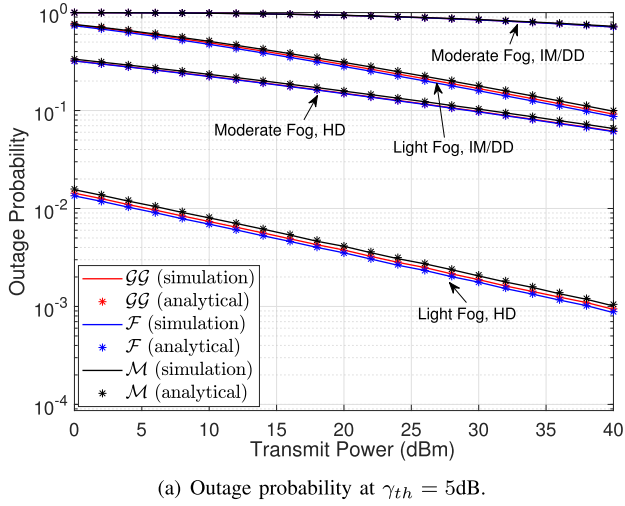 10^0
10^-1
10^-2
10^-3
10^-4
Outage Probability
Moderate Fog, IM/DD
Moderate Fog, HD
Light Fog, IM/DD
Light Fog, HD
𝒢𝒢 (simulation)
𝒢𝒢 (analytical)
ℱ (simulation)
ℱ (analytical)
ℳ (simulation)
ℳ (analytical)
0 5 10 15 20 25 30 35 40
Transmit Power (dBm)
(a) Outage probability at γ_th = 5dB.